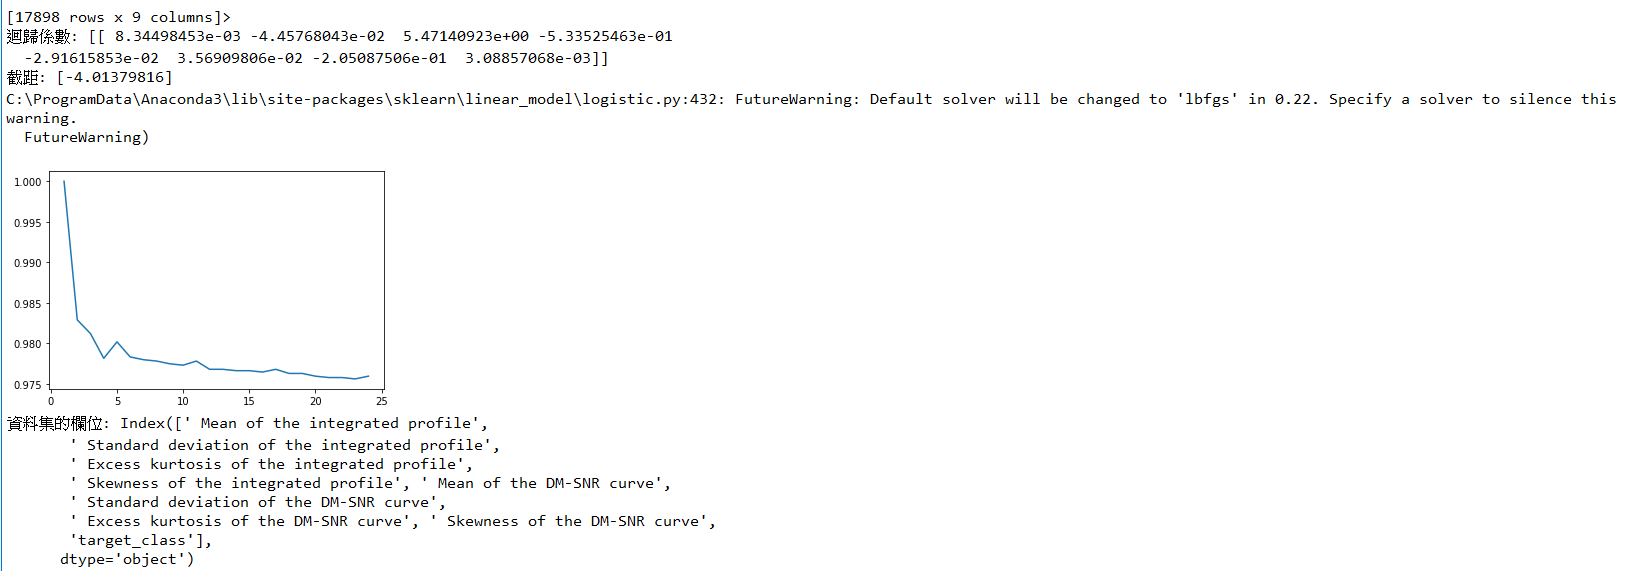 [17898 rows x 9 columns]>
迴歸係數: [[ 8.34498453e-03 -4.45768043e-02  5.47140923e+00 -5.33525463e-01
  -2.91615853e-02  3.56909806e-02 -2.05087506e-01  3.08857068e-03]]
截距: [-4.01379816]
C:\ProgramData\Anaconda3\lib\site-packages\sklearn\linear_model\logistic.py:432: FutureWarning: Default solver will be changed to 'lbfgs' in 0.22. Specify a solver to silence this
warning.
  FutureWarning)
1.000
0.995
0.990
0.985
0.980
0.975
0 5 10 15 20 25
資料集的欄位: Index([' Mean of the integrated profile',
       ' Standard deviation of the integrated profile',
       ' Excess kurtosis of the integrated profile',
       ' Skewness of the integrated profile', ' Mean of the DM-SNR curve',
       ' Standard deviation of the DM-SNR curve',
       ' Excess kurtosis of the DM-SNR curve', ' Skewness of the DM-SNR curve',
       'target_class'],
      dtype='object')